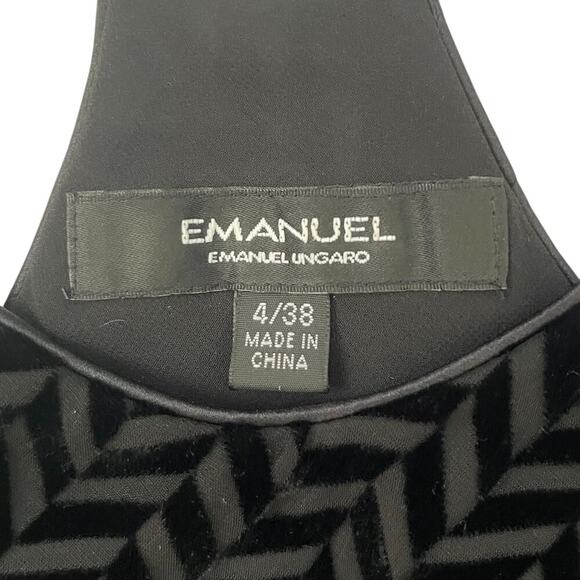 EMANUEL
EMANUEL UNGARO
4/38
MADE IN
CHINA